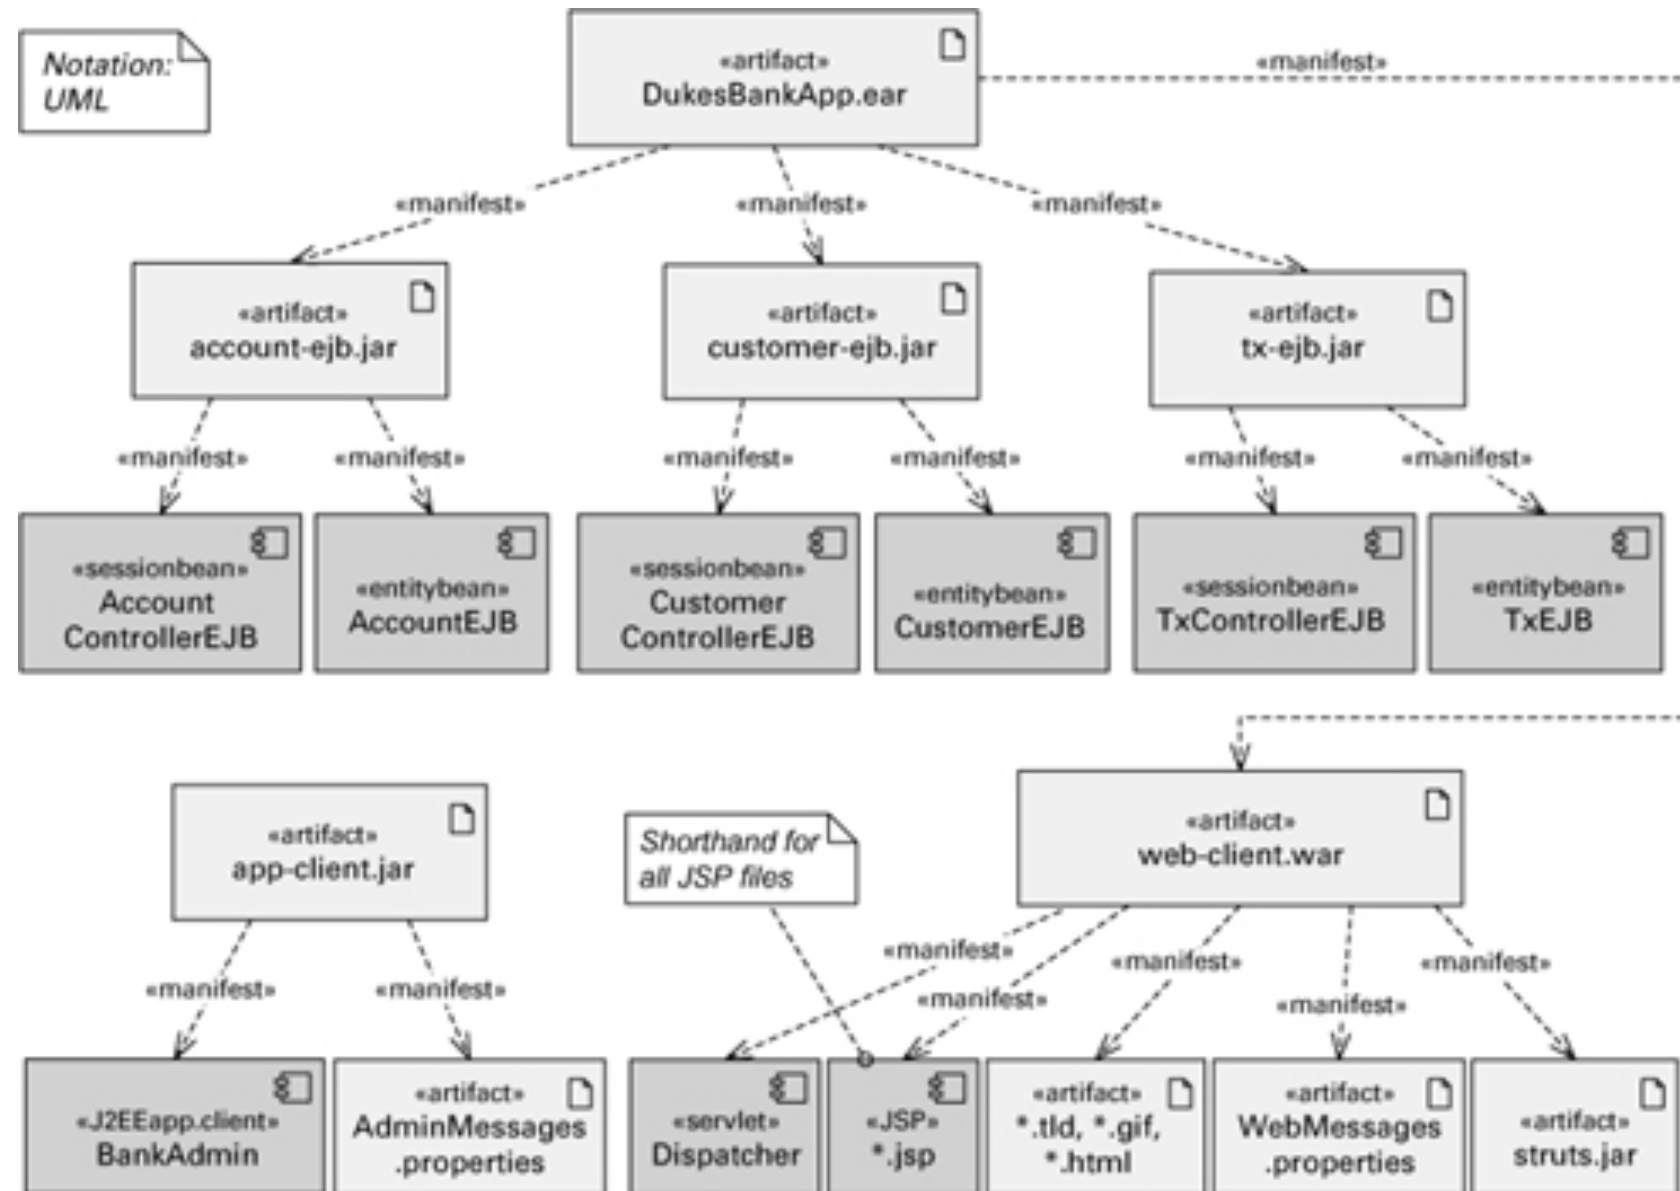 Notation:
UML
«artifact»
DukesBankApp.ear
«manifest»
«manifest»
«manifest»
«manifest»
«artifact»
account-ejb.jar
«artifact»
customer-ejb.jar
«artifact»
tx-ejb.jar
«manifest»
«manifest»
«manifest»
«manifest»
«manifest»
«manifest»
«sessionbean»
Account
ControllerEJB
«entitybean»
AccountEJB
«sessionbean»
Customer
ControllerEJB
«entitybean»
CustomerEJB
«sessionbean»
TxControllerEJB
«entitybean»
TxEJB
«artifact»
app-client.jar
Shorthand for
all JSP files
«artifact»
web-client.war
«manifest»
«manifest»
«manifest»
«manifest»
«manifest»
«manifest»
«manifest»
«J2EEapp.client»
BankAdmin
«artifact»
AdminMessages
.properties
«servlet»
Dispatcher
«JSP»
*.jsp
«artifact»
*.tld, *.gif,
*.html
«artifact»
WebMessages
.properties
«artifact»
struts.jar